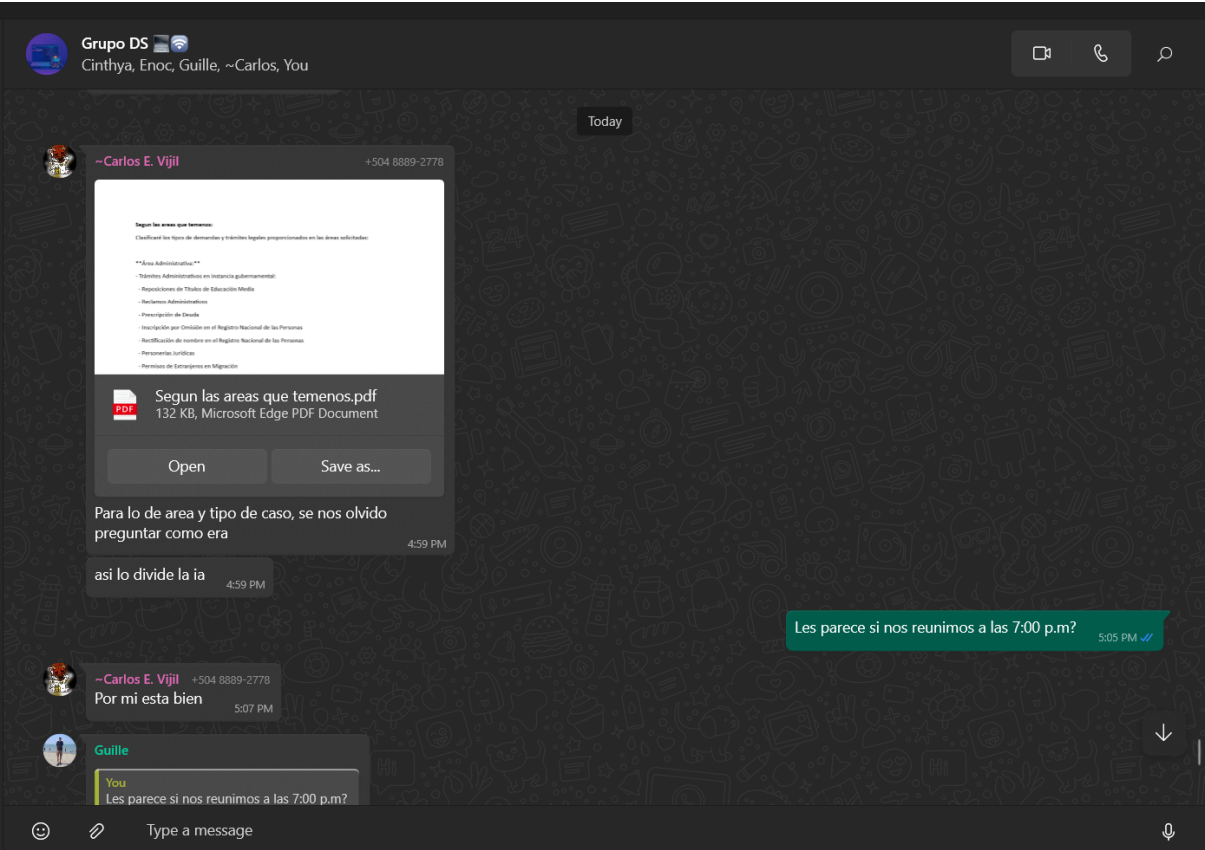 Grupo DS
Cinthya, Enoc, Guille, ~Carlos, You
Today
~Carlos E. Vijil +504 8889-2778
Segun las areas que temenos:
Clasificaré los tipos de demandas y trámites legales proporcionados en las áreas solicitadas:
**Área Administrativa:**
- Trámites Administrativos en instancia gubernamental:
- Reposiciones de Títulos de Educación Media
- Reclamos Administrativos
- Prescripción de Deuda
- Inscripción por Omisión en el Registro Nacional de las Personas
- Rectificación de nombre en el Registro Nacional de las Personas
- Personerías Jurídicas
- Permisos de Extranjeros en Migración
PDF
Segun las areas que temenos.pdf
132 KB, Microsoft Edge PDF Document
Open Save as...
Para lo de area y tipo de caso, se nos olvido
preguntar como era
4:59 PM
asi lo divide la ia 4:59 PM
Les parece si nos reunimos a las 7:00 p.m? 5:05 PM
~Carlos E. Vijil +504 8889-2778
Por mi esta bien
5:07 PM
Guille
You
Les parece si nos reunimos a las 7:00 p.m?
Type a message